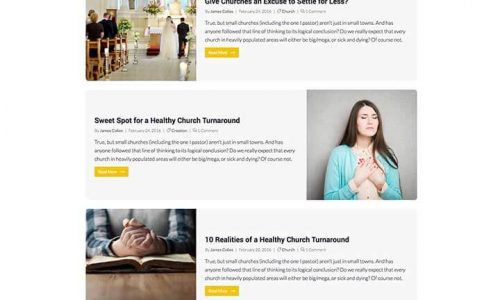 Give Churches an Excuse to Settle for Less?
By James Colins | February 24, 2016 | Church | 1 Comment
True, but small churches (including the one I pastor) aren't just in small towns. And has
anyone followed that line of thinking to its logical conclusion? Do we really expect that every
church in heavily populated areas will either be big/mega, or sick and dying? Of course not.
Read More
Sweet Spot for a Healthy Church Turnaround
By James Colins | February 24, 2016 | Creation | 1 Comment
True, but small churches (including the one I pastor) aren't just in small towns. And has
anyone followed that line of thinking to its logical conclusion? Do we really expect that every
church in heavily populated areas will either be big/mega, or sick and dying? Of course not.
Read More
10 Realities of a Healthy Church Turnaround
By James Colins | February 20, 2016 | Church | 1 Comment
True, but small churches (including the one I pastor) aren't just in small towns. And has
anyone followed that line of thinking to its logical conclusion? Do we really expect that every
church in heavily populated areas will either be big/mega, or sick and dying? Of course not.
Read More